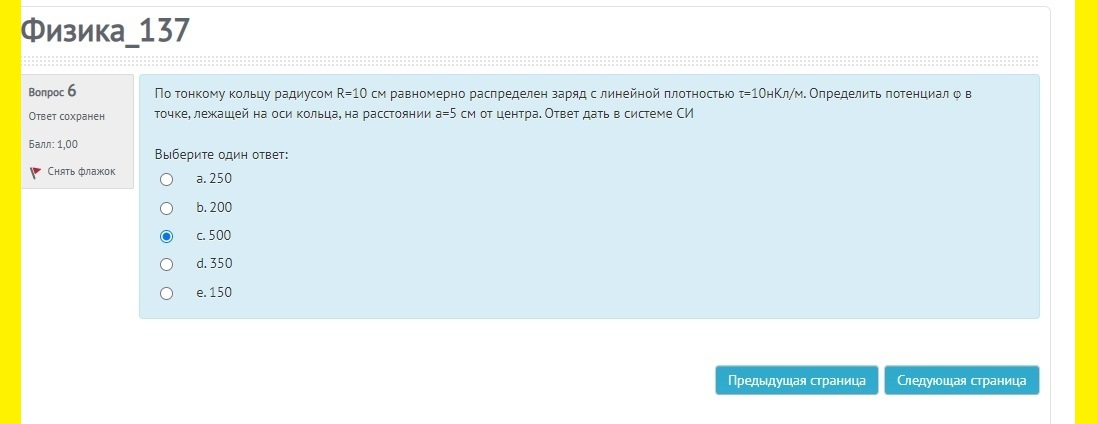 Физика_137
Вопрос 6
Ответ сохранен
Балл: 1,00
Снять флажок
По тонкому кольцу радиусом R=10 см равномерно распределен заряд с линейной плотностью τ=10нКл/м. Определить потенциал φ в
точке, лежащей на оси кольца, на расстоянии a=5 см от центра. Ответ дать в системе СИ
Выберите один ответ:
a. 250
b. 200
c. 500
d. 350
e. 150
Предыдущая страница Следующая страница